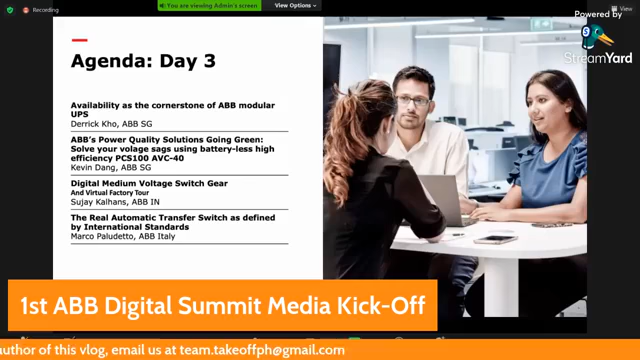 Recording
You are viewing Admin's screen
View Options
View
Powered by
StreamYard
Agenda: Day 3
Availability as the cornerstone of ABB modular
UPS
Derrick Kho, ABB SG
ABB's Power Quality Solutions Going Green:
Solve your volage sags using battery-less high
efficiency PCS100 AVC-40
Kevin Dang, ABB SG
Digital Medium Voltage Switch Gear
And Virtual Factory Tour
Sujay Kalhans, ABB IN
The Real Automatic Transfer Switch as defined
by International Standards
Marco Paludetto, ABB Italy
1st ABB Digital Summit Media Kick-Off
author of this vlog, email us at team.takeoffph@gmail.com